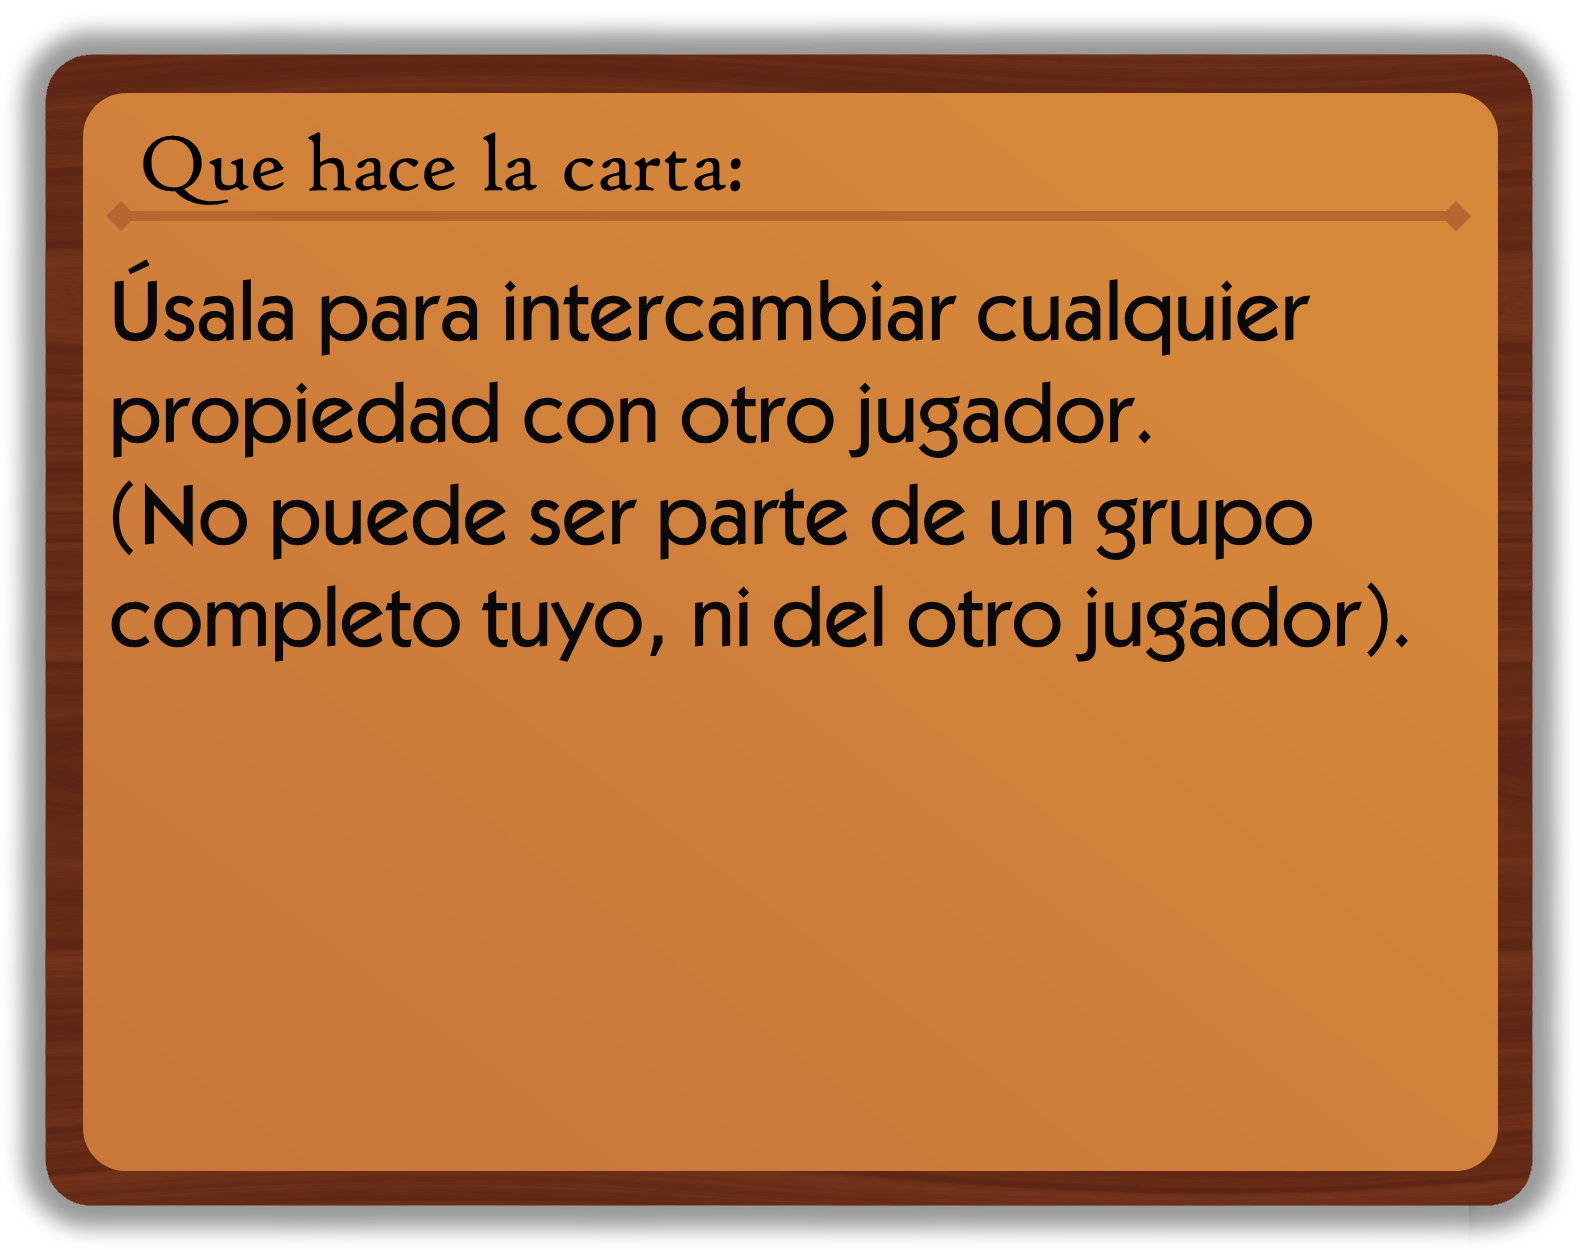 Que hace la carta:
Úsala para intercambiar cualquier
propiedad con otro jugador.
(No puede ser parte de un grupo
completo tuyo, ni del otro jugador).